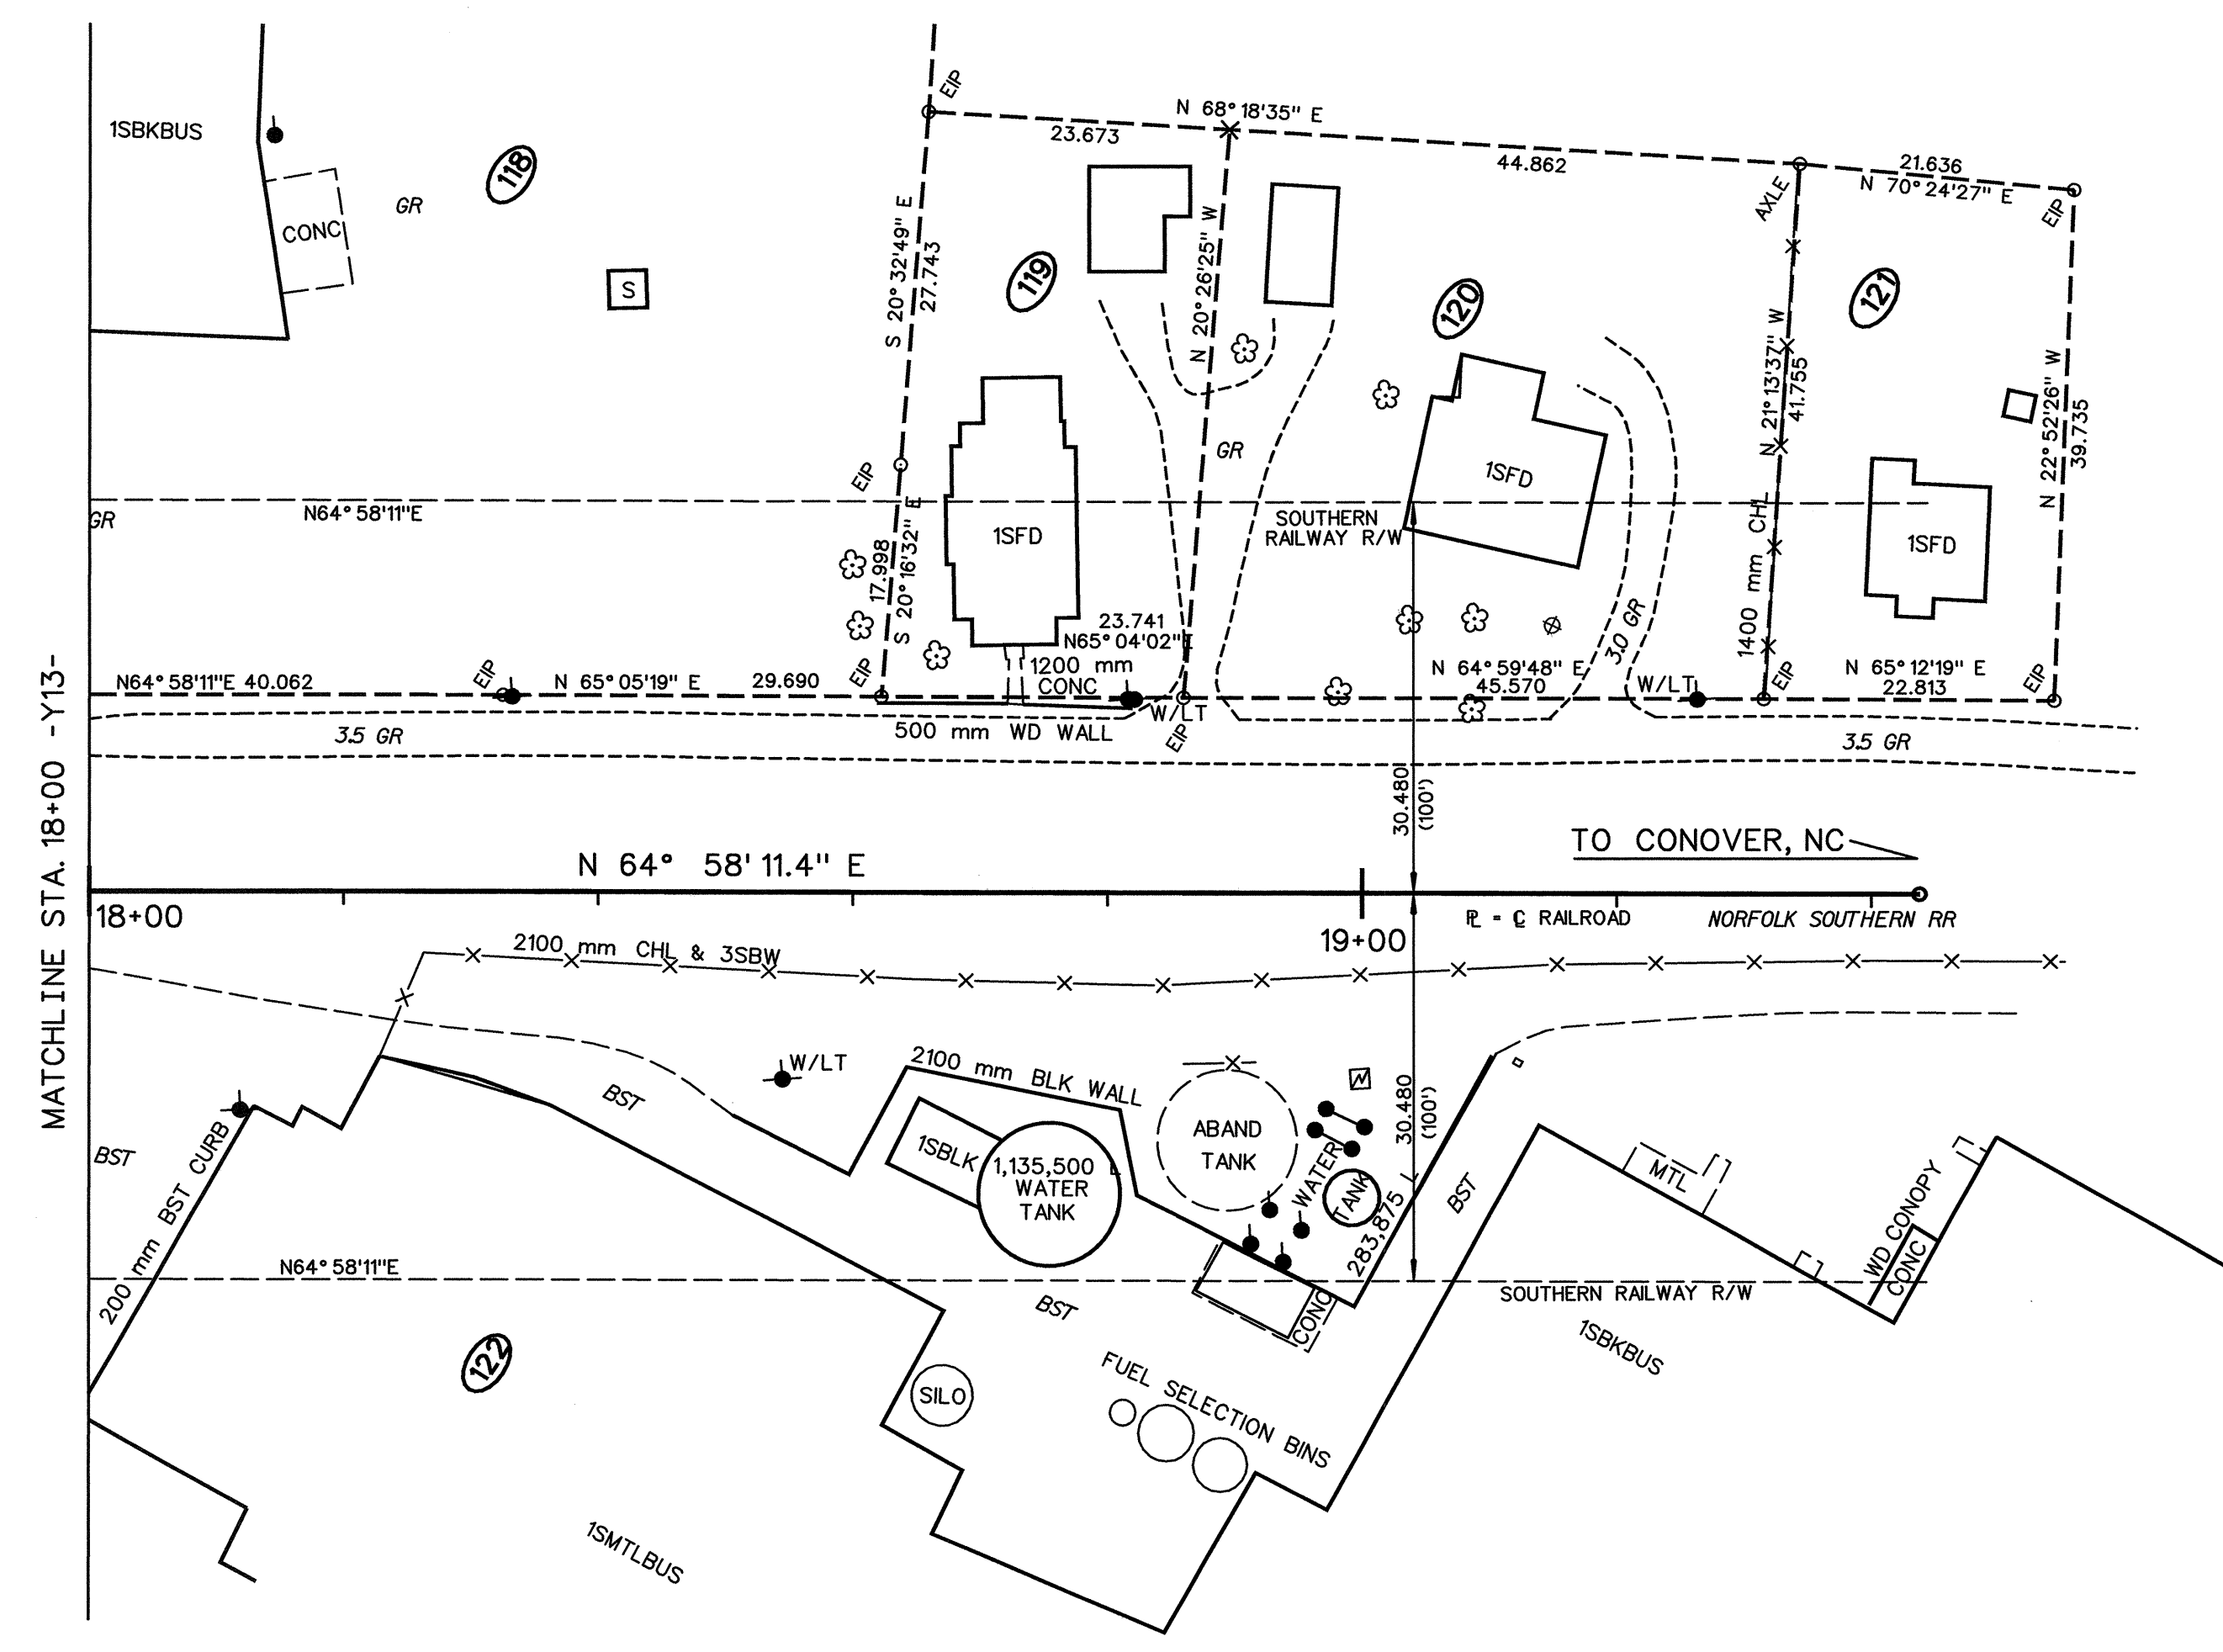 MATCHLINE STA. 18+00 -Y13-
1SBKBUS
CONC
GR
118
S
EIP
N 68°18'35" E
23.673
44.862
21.636
N 70°24'27" E
AXLE
EIP
S 20°32'49" E
27.743
119
N 20°26'25" W
120
121
N 21°13'37" W
41.755
N 22°52'26" W
39.735
GR
EIP
1SFD
1SFD
1SFD
GR
N64°58'11"E
SOUTHERN
RAILWAY R/W
1400 mm CHL
17.998
S 20°16'32" E
23.741
N65°04'02"E
1200 mm
CONC
3.0 GR
N64°58'11"E 40.062
EIP
N 65°05'19" E
29.690
EIP
N 64°59'48" E
45.570
W/LT
EIP
N 65°12'19" E
22.813
EIP
W/LT
EIP
3.5 GR
500 mm WD WALL
3.5 GR
30.480
(100')
TO CONOVER, NC
N 64° 58' 11.4" E
18+00
19+00
PL = CL RAILROAD
NORFOLK SOUTHERN RR
2100 mm CHL & 3SBW
W/LT
BST
2100 mm BLK WALL
ABAND
TANK
30.480
(100')
BST
200 mm BST CURB
1SBLK
1,135,500 L
WATER
TANK
WATER
TANK
283,875 L
BST
MTL
WD CONOPY
CONC
N64°58'11"E
SOUTHERN RAILWAY R/W
BST
CONC
122
1SBKBUS
SILO
FUEL SELECTION BINS
1SMTLBUS